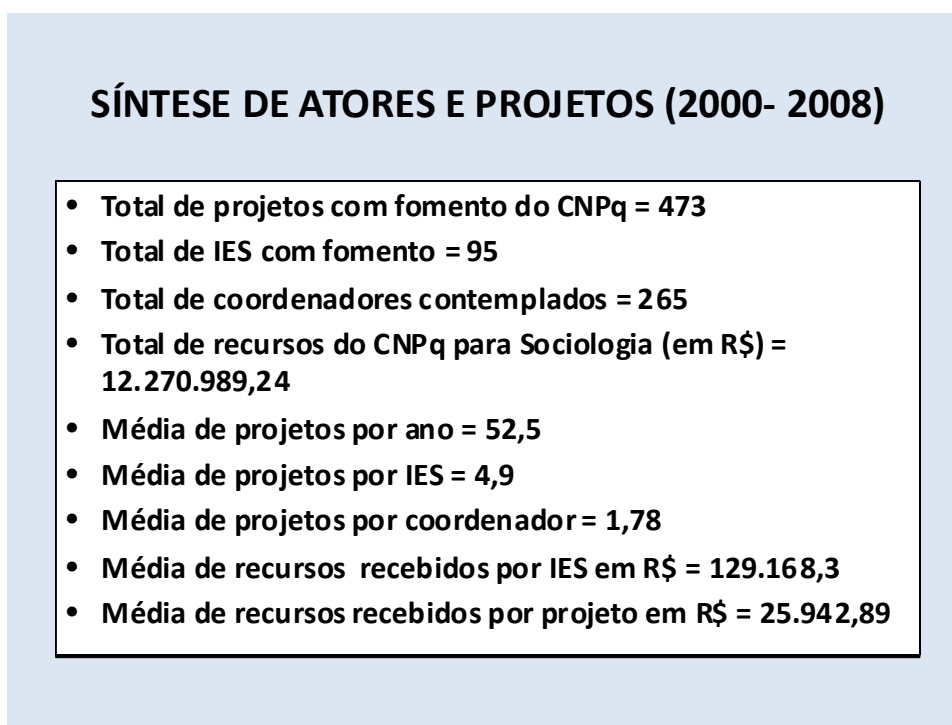 SÍNTESE DE ATORES E PROJETOS (2000- 2008)
• Total de projetos com fomento do CNPq = 473
• Total de IES com fomento = 95
• Total de coordenadores contemplados = 265
• Total de recursos do CNPq para Sociologia (em R$) =
12.270.989,24
• Média de projetos por ano = 52,5
• Média de projetos por IES = 4,9
• Média de projetos por coordenador = 1,78
• Média de recursos recebidos por IES em R$ = 129.168,3
• Média de recursos recebidos por projeto em R$ = 25.942,89